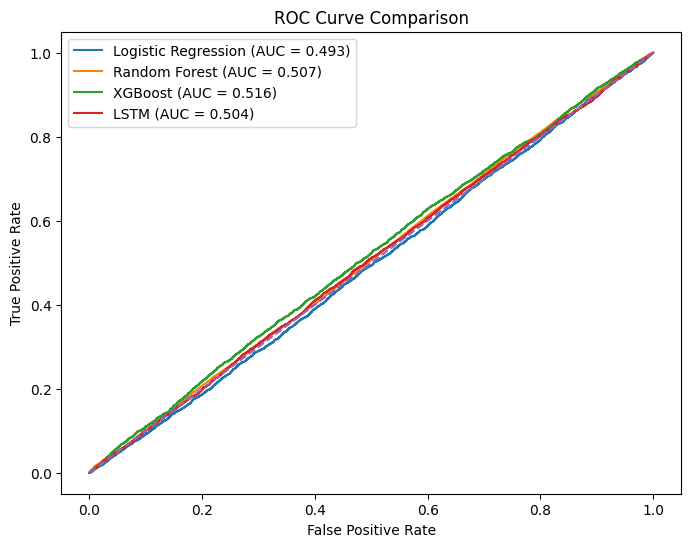 ROC Curve Comparison
Logistic Regression (AUC = 0.493)
Random Forest (AUC = 0.507)
XGBoost (AUC = 0.516)
LSTM (AUC = 0.504)
True Positive Rate
1.0
0.8
0.6
0.4
0.2
0.0
0.0 0.2 0.4 0.6 0.8 1.0
False Positive Rate